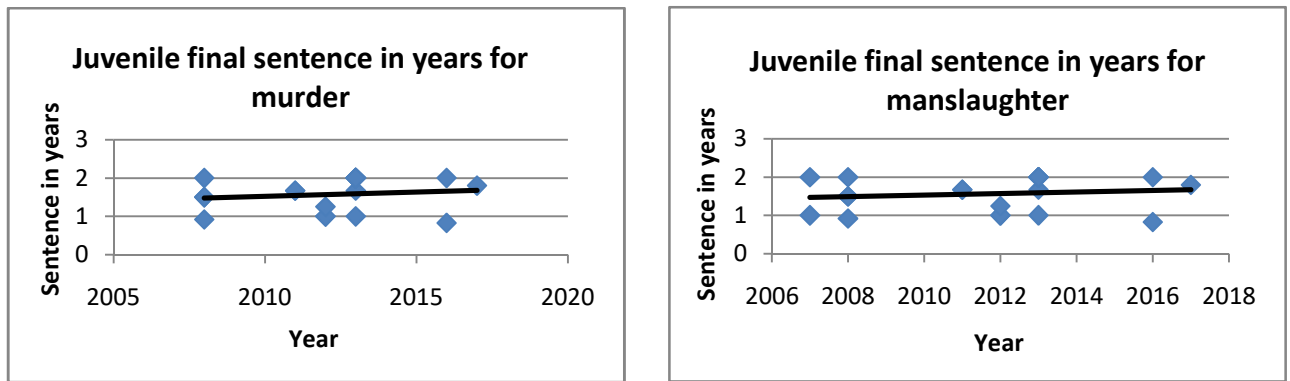 Juvenile final sentence in years for
murder
Sentence in years
3
2
1
0
2005 2010 2015 2020
Year
Juvenile final sentence in years for
manslaughter
Sentence in years
3
2
1
0
2006 2008 2010 2012 2014 2016 2018
Year